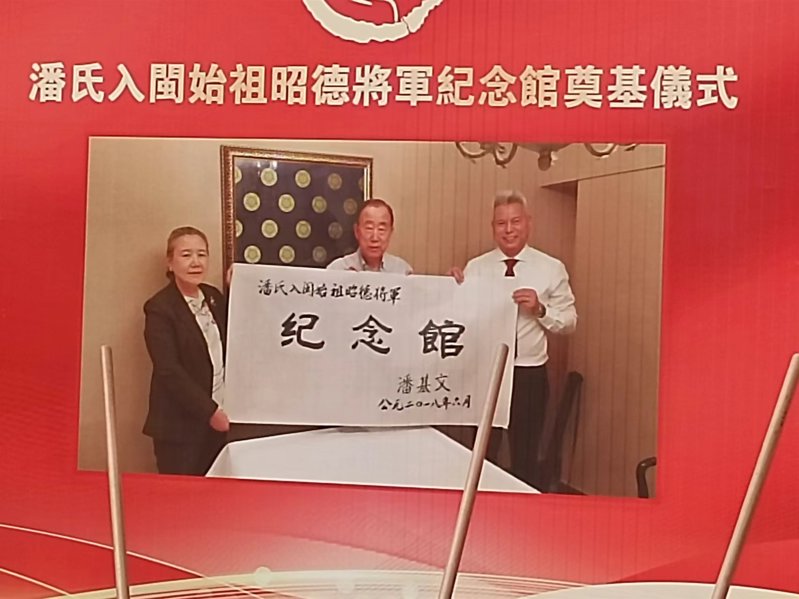 潘氏入閩始祖昭德將軍紀念館奠基儀式
潘氏入闽始祖昭德将军
纪念館
潘基文
公元二〇一八年六月